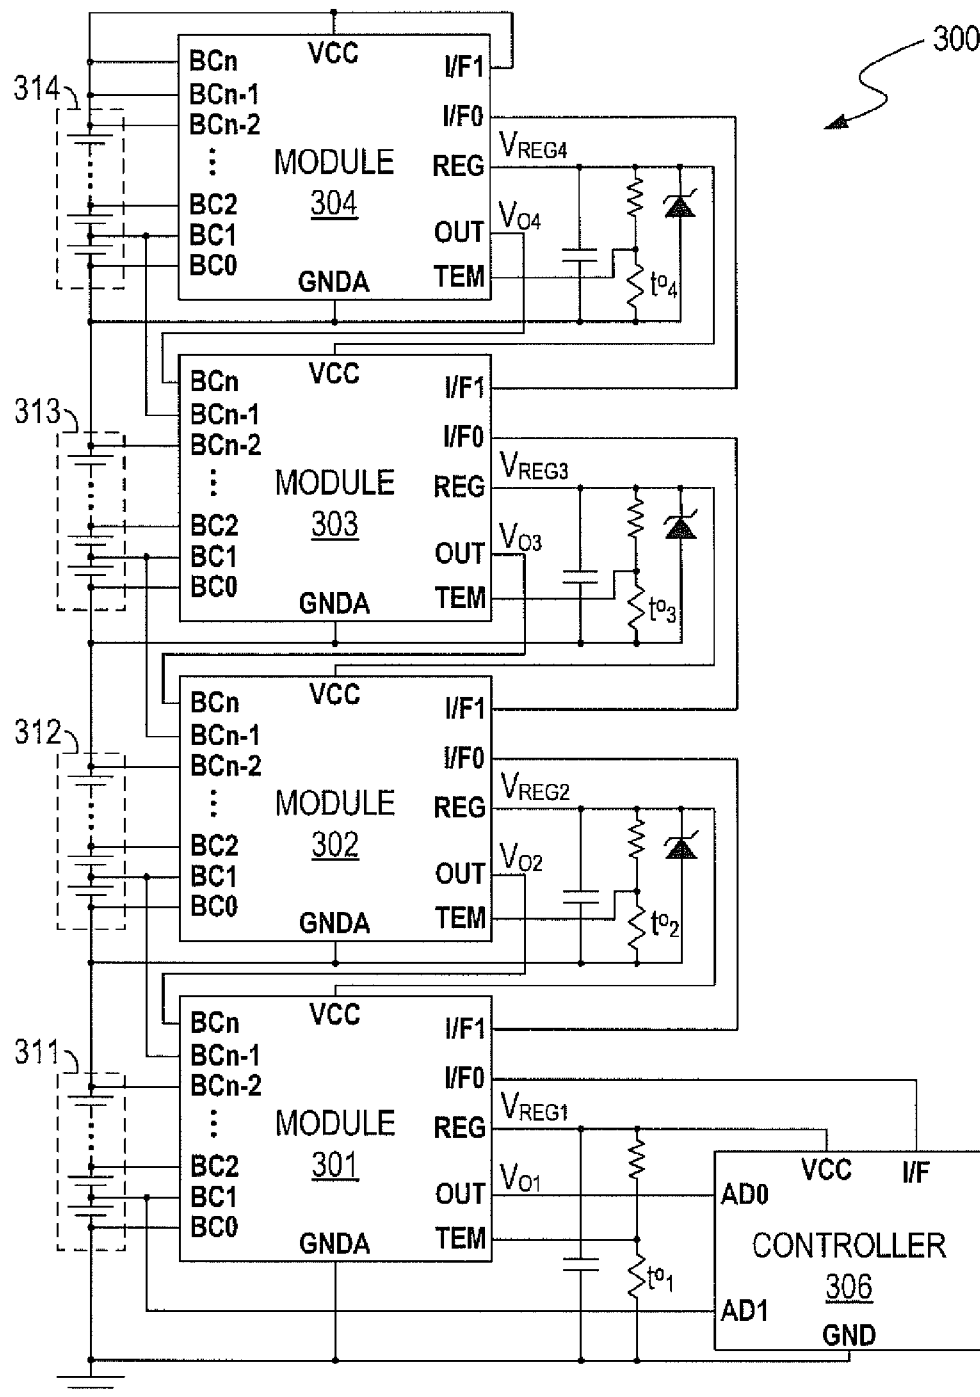 300
314
BCn
BCn-1
BCn-2
⋮
BC2
BC1
BC0
VCC
MODULE
304
GNDA
I/F1
I/F0
REG
OUT
TEM
VREG4
VO4
to4
313
BCn
BCn-1
BCn-2
⋮
BC2
BC1
BC0
VCC
MODULE
303
GNDA
I/F1
I/F0
REG
OUT
TEM
VREG3
VO3
to3
312
BCn
BCn-1
BCn-2
⋮
BC2
BC1
BC0
VCC
MODULE
302
GNDA
I/F1
I/F0
REG
OUT
TEM
VREG2
VO2
to2
311
BCn
BCn-1
BCn-2
⋮
BC2
BC1
BC0
VCC
MODULE
301
GNDA
I/F1
I/F0
REG
OUT
TEM
VREG1
VO1
to1
VCC
I/F
AD0
CONTROLLER
306
AD1
GND